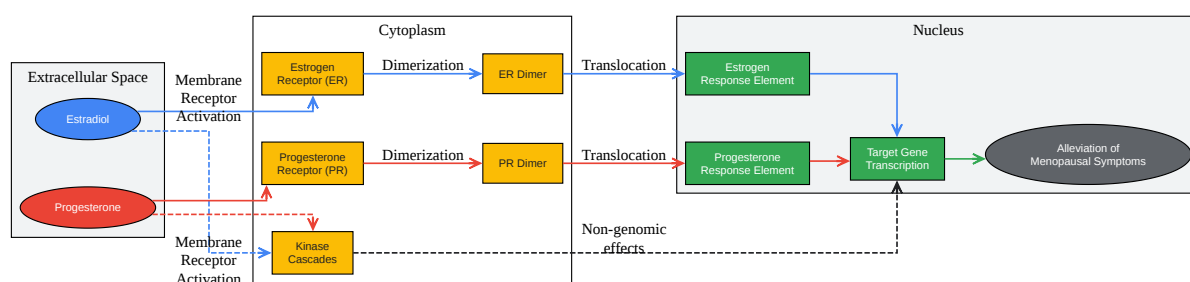 Extracellular Space
Estradiol
Progesterone
Membrane
Receptor
Activation
Membrane
Receptor
Activation
Cytoplasm
Estrogen
Receptor (ER)
Dimerization
ER Dimer
Translocation
Progesterone
Receptor (PR)
Dimerization
PR Dimer
Translocation
Kinase
Cascades
Non-genomic
effects
Nucleus
Estrogen
Response Element
Progesterone
Response Element
Target Gene
Transcription
Alleviation of
Menopausal Symptoms